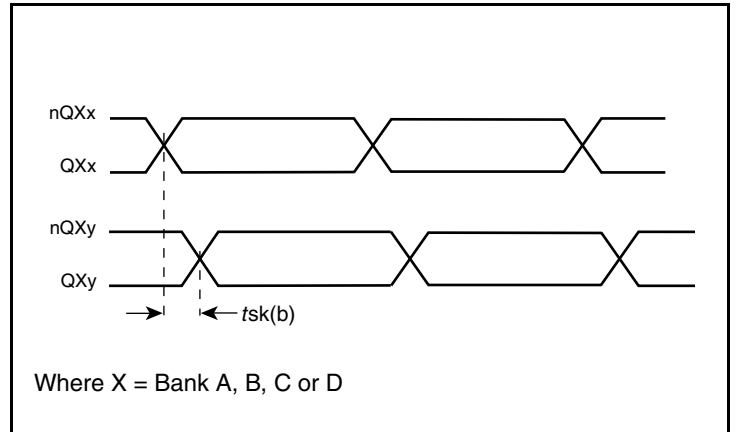 nQXx
QXx
nQXy
QXy
tsk(b)
Where X = Bank A, B, C or D